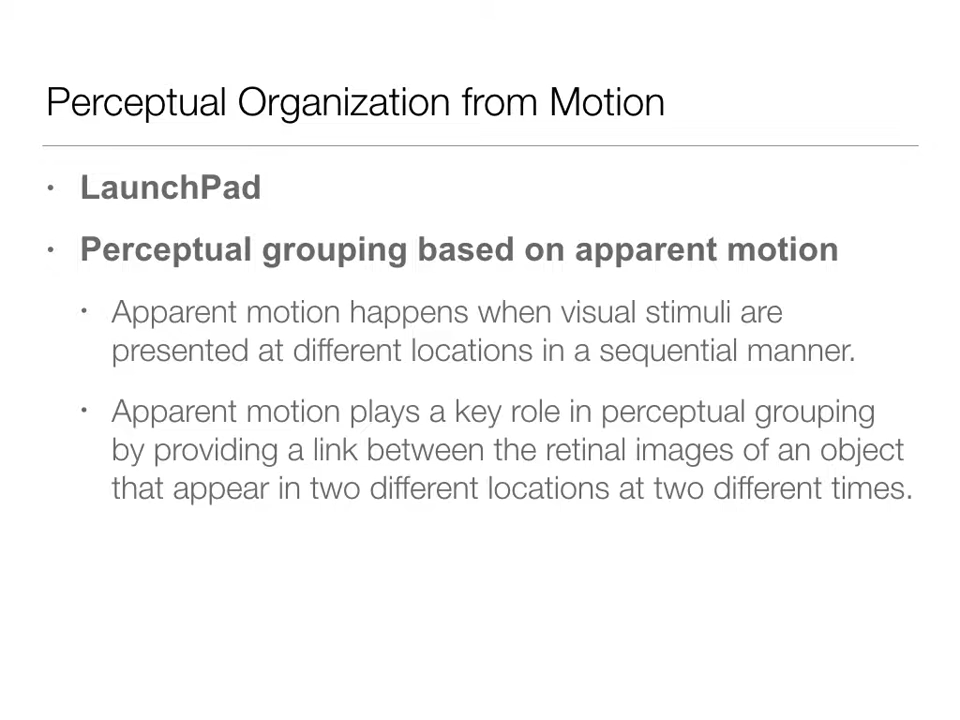 Perceptual Organization from Motion
• LaunchPad
• Perceptual grouping based on apparent motion
• Apparent motion happens when visual stimuli are
presented at different locations in a sequential manner.
• Apparent motion plays a key role in perceptual grouping
by providing a link between the retinal images of an object
that appear in two different locations at two different times.